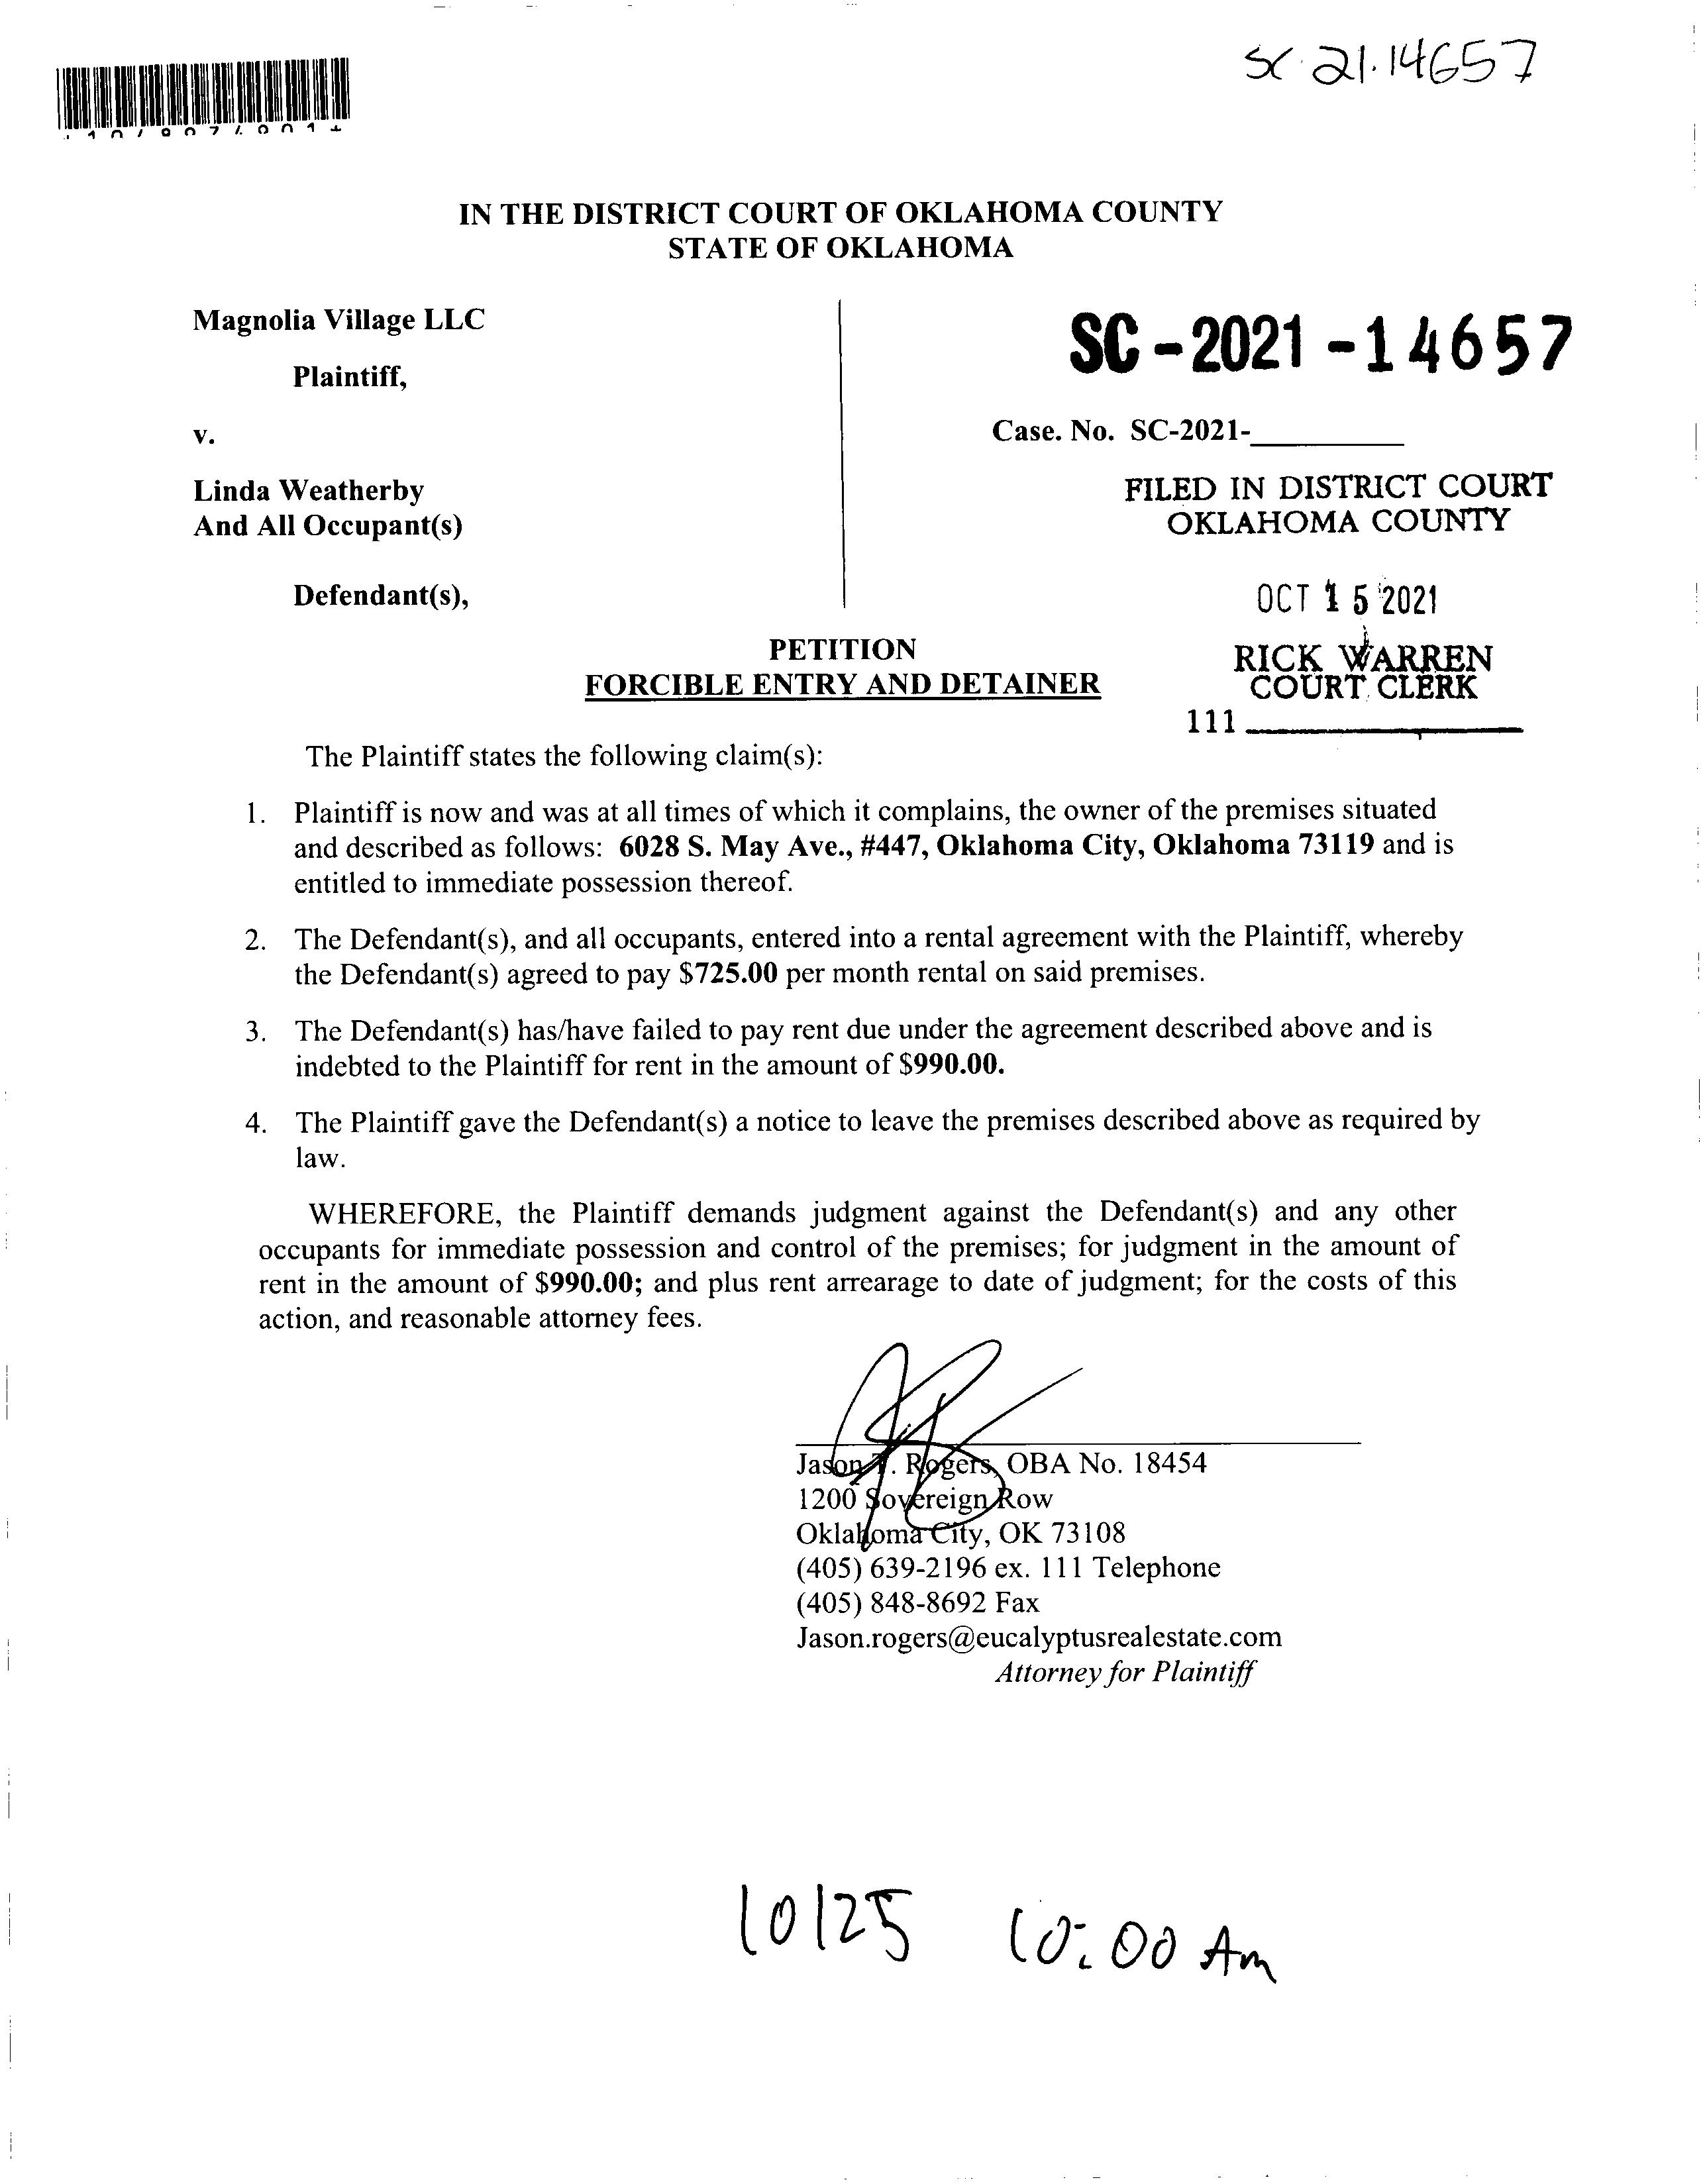 SC 21.14657
IN THE DISTRICT COURT OF OKLAHOMA COUNTY
STATE OF OKLAHOMA
Magnolia Village LLC
Plaintiff,
v.
Linda Weatherby
And All Occupant(s)
Defendant(s),
SC-2021-14657
Case. No. SC-2021-__________
FILED IN DISTRICT COURT
OKLAHOMA COUNTY
OCT 15 2021
RICK WARREN
COURT CLERK
111 __________
PETITION
FORCIBLE ENTRY AND DETAINER
The Plaintiff states the following claim(s):
1. Plaintiff is now and was at all times of which it complains, the owner of the premises situated
and described as follows: 6028 S. May Ave., #447, Oklahoma City, Oklahoma 73119 and is
entitled to immediate possession thereof.
2. The Defendant(s), and all occupants, entered into a rental agreement with the Plaintiff, whereby
the Defendant(s) agreed to pay $725.00 per month rental on said premises.
3. The Defendant(s) has/have failed to pay rent due under the agreement described above and is
indebted to the Plaintiff for rent in the amount of $990.00.
4. The Plaintiff gave the Defendant(s) a notice to leave the premises described above as required by
law.
WHEREFORE, the Plaintiff demands judgment against the Defendant(s) and any other
occupants for immediate possession and control of the premises; for judgment in the amount of
rent in the amount of $990.00; and plus rent arrearage to date of judgment; for the costs of this
action, and reasonable attorney fees.
Jason T. Rogers, OBA No. 18454
1200 Sovereign Row
Oklahoma City, OK 73108
(405) 639-2196 ex. 111 Telephone
(405) 848-8692 Fax
Jason.rogers@eucalyptusrealestate.com
Attorney for Plaintiff
10/25 10:00 Am